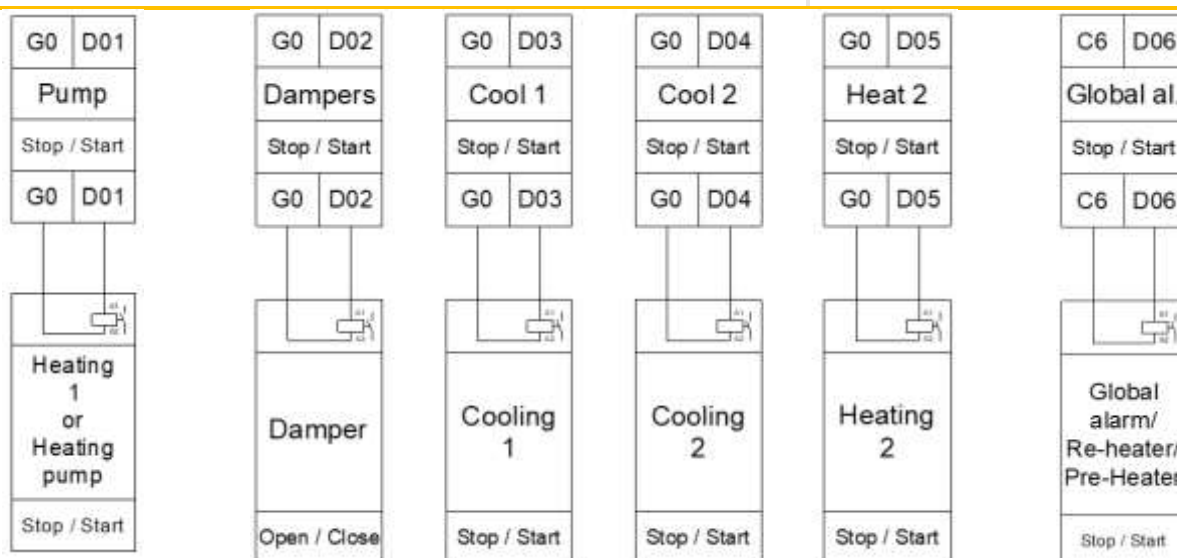 G0 D01
Pump
Stop / Start
G0 D01
Heating
1
or
Heating
pump
Stop / Start
G0 D02
Dampers
Stop / Start
G0 D02
Damper
Open / Close
G0 D03
Cool 1
Stop / Start
G0 D03
Cooling
1
Stop / Start
G0 D04
Cool 2
Stop / Start
G0 D04
Cooling
2
Stop / Start
G0 D05
Heat 2
Stop / Start
G0 D05
Heating
2
Stop / Start
C6 D06
Global al.
Stop / Start
C6 D06
Global
alarm/
Re-heater/
Pre-Heater
Stop / Start